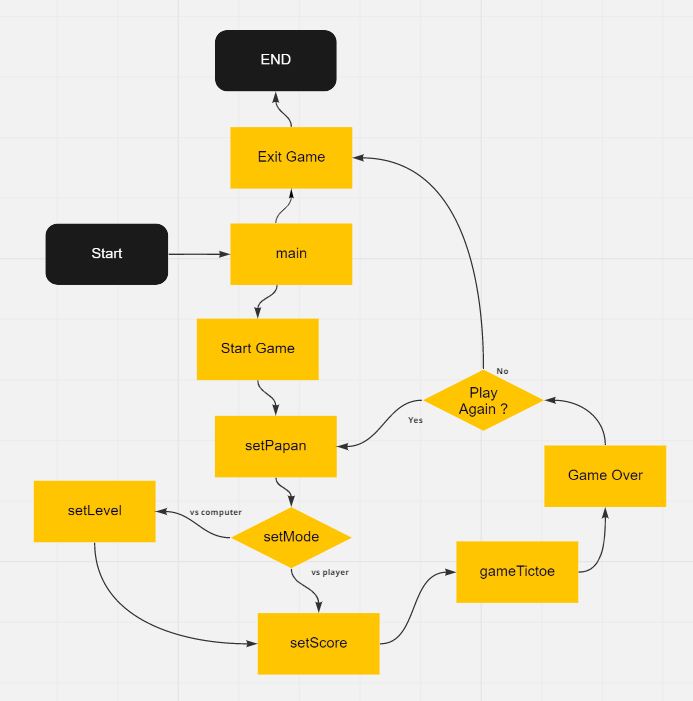 END
Exit Game
Start
main
Start Game
No
Play
Again ?
Yes
setPapan
Game Over
setLevel
vs computer
setMode
vs player
gameTictoe
setScore